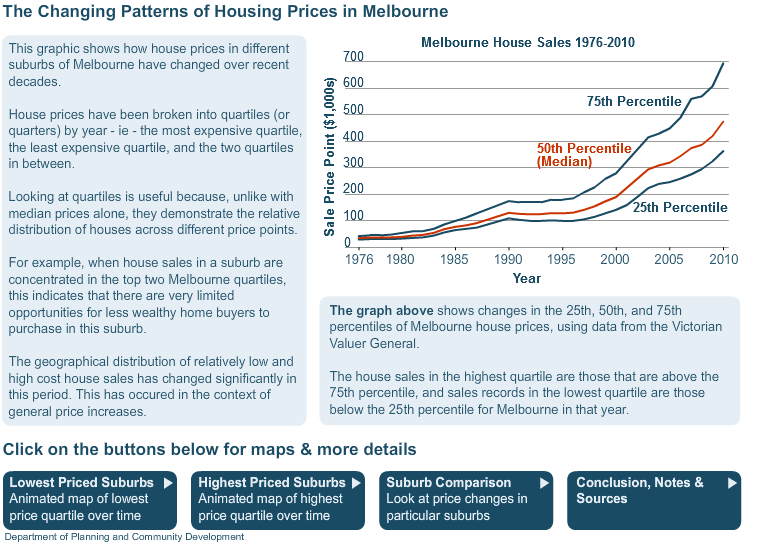 The Changing Patterns of Housing Prices in Melbourne
This graphic shows how house prices in different
suburbs of Melbourne have changed over recent
decades.
House prices have been broken into quartiles (or
quarters) by year - ie - the most expensive quartile,
the least expensive quartile, and the two quartiles
in between.
Looking at quartiles is useful because, unlike with
median prices alone, they demonstrate the relative
distribution of houses across different price points.
For example, when house sales in a suburb are
concentrated in the top two Melbourne quartiles,
this indicates that there are very limited
opportunities for less wealthy home buyers to
purchase in this suburb.
The geographical distribution of relatively low and
high cost house sales has changed significantly in
this period. This has occured in the context of
general price increases.
Melbourne House Sales 1976-2010
Sale Price Point ($1,000s)
700
600
500
400
300
200
100
0
75th Percentile
50th Percentile
(Median)
25th Percentile
1976 1980 1985 1990 1995 2000 2005 2010
Year
The graph above shows changes in the 25th, 50th, and 75th
percentiles of Melbourne house prices, using data from the Victorian
Valuer General.
The house sales in the highest quartile are those that are above the
75th percentile, and sales records in the lowest quartile are those
below the 25th percentile for Melbourne in that year.
Click on the buttons below for maps & more details
Lowest Priced Suburbs
Animated map of lowest
price quartile over time
Highest Priced Suburbs
Animated map of highest
price quartile over time
Suburb Comparison
Look at price changes in
particular suburbs
Conclusion, Notes &
Sources
Department of Planning and Community Development